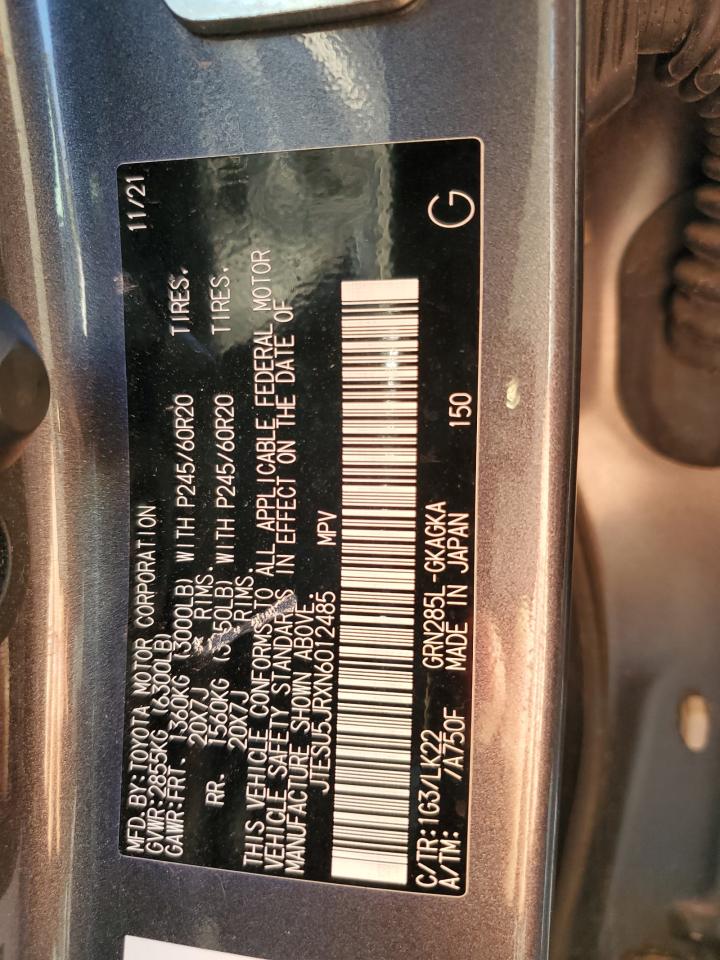 MFD. BY: TOYOTA MOTOR CORPORATION 11/21
GVWR: 2855KG (6300LB)
GAWR: FRT. 1360KG (3000LB) WITH P245/60R20 TIRES,
20X7J RIMS.
RR. 1560KG WITH P245/60R20 TIRES,
20X7J RIMS.
THIS VEHICLE CONFORMS TO ALL APPLICABLE FEDERAL MOTOR
VEHICLE SAFETY STANDARDS IN EFFECT ON THE DATE OF
MANUFACTURE SHOWN ABOVE.
JTESU5JRXN6012485 MPV
C/TR: 1G3/LK22 GRN285L-GKAGKA 150 G
A/TM: /A750F MADE IN JAPAN